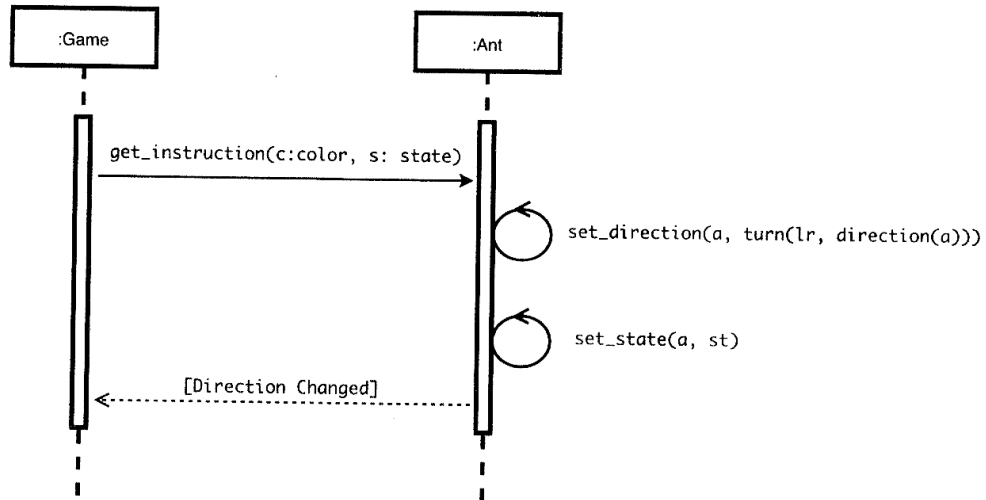 :Game
:Ant
get_instruction(c:color, s: state)
set_direction(a, turn(lr, direction(a)))
set_state(a, st)
[Direction Changed]